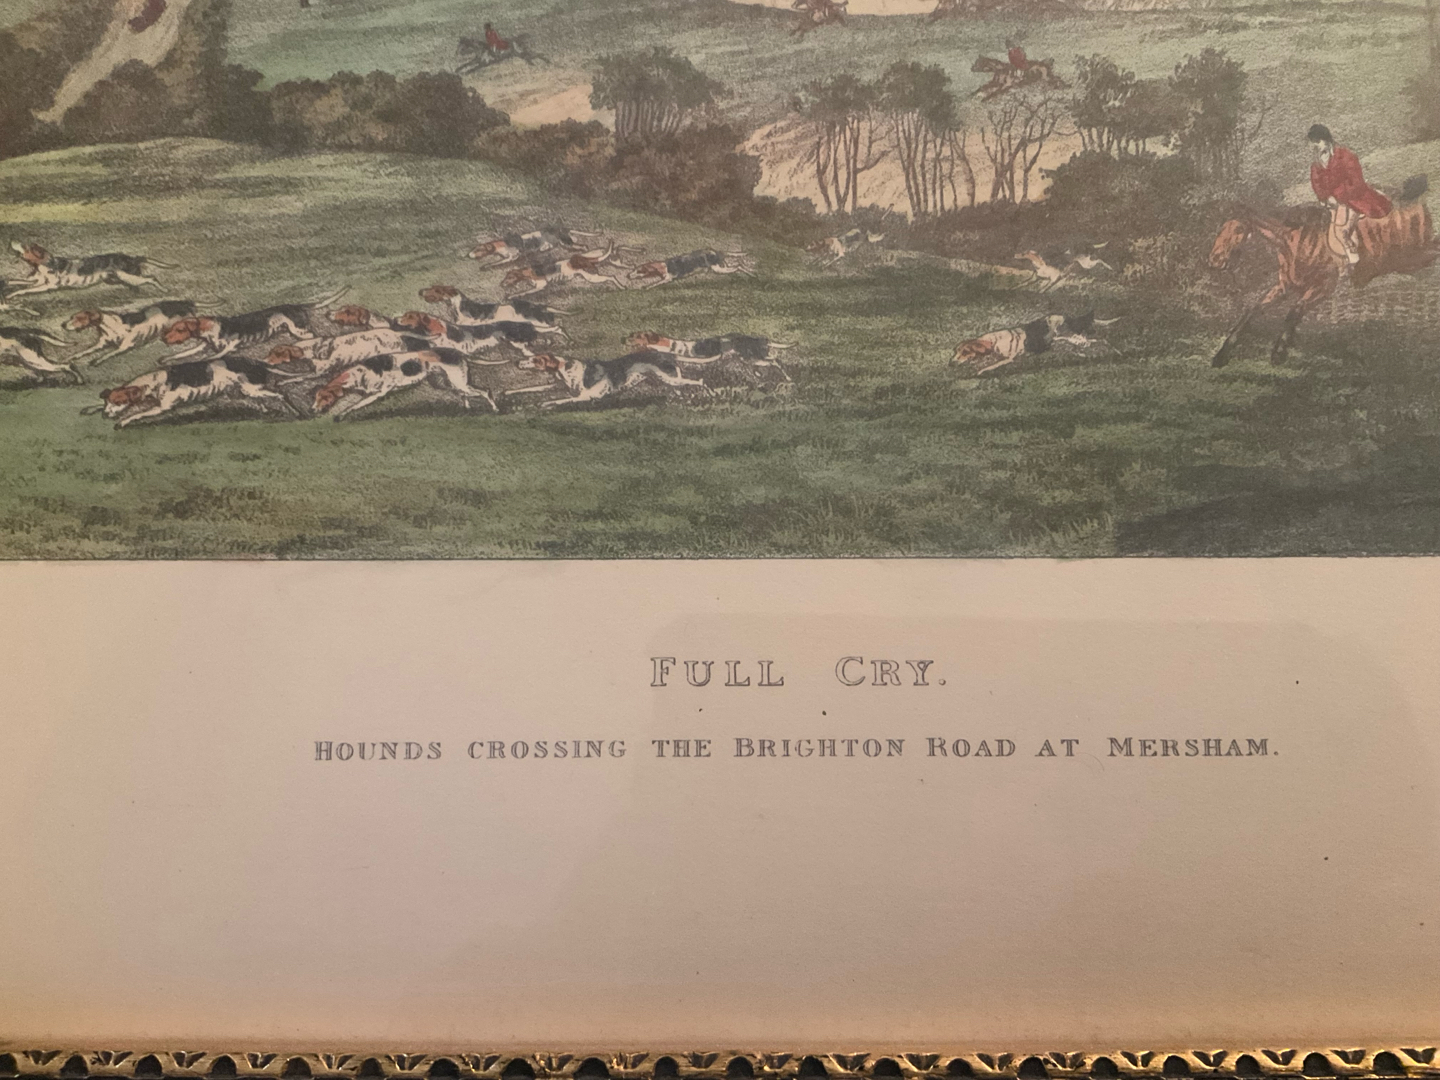 FULL CRY.
HOUNDS CROSSING THE BRIGHTON ROAD AT MERSHAM.